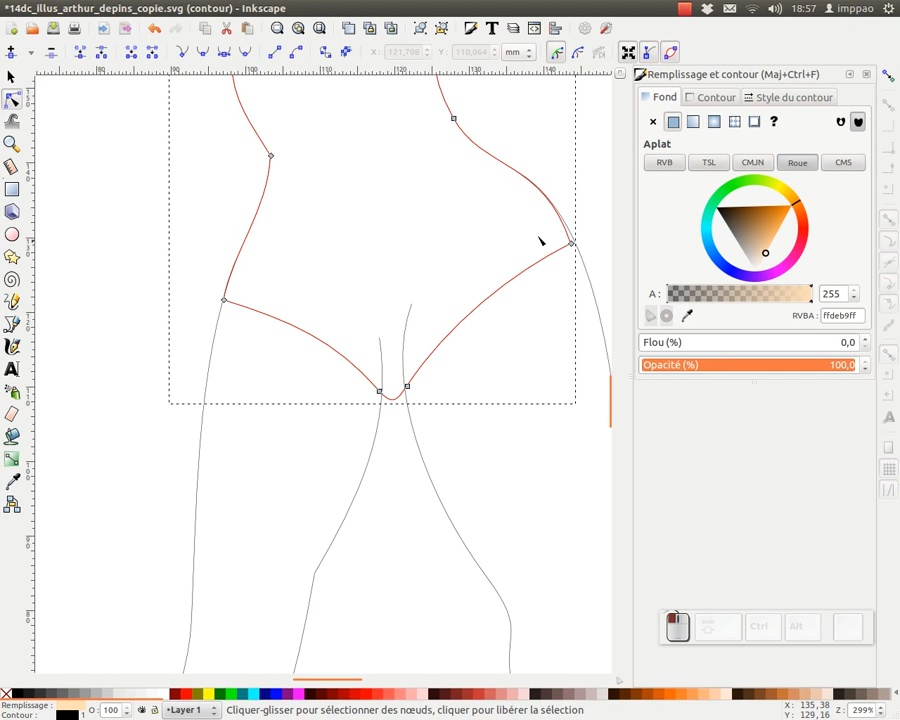 *14dc_illus_arthur_depins_copie.svg (contour) - Inkscape
18:57 imppao
X: 121,708 Y: 110,064 mm
Remplissage et contour (Maj+Ctrl+F)
Fond Contour Style du contour
?
Aplat
RVB TSL CMJN Roue CMS
A: 255
RVBA: ffdeb9ff
Flou (%) 0,0
Opacité (%) 100,0
Ctrl Alt
Remplissage :
Contour : 1
O: 100
•Layer 1
Cliquer-glisser pour sélectionner des nœuds, cliquer pour libérer la sélection
X: 135,38
Y: 129,16
Z: 299%